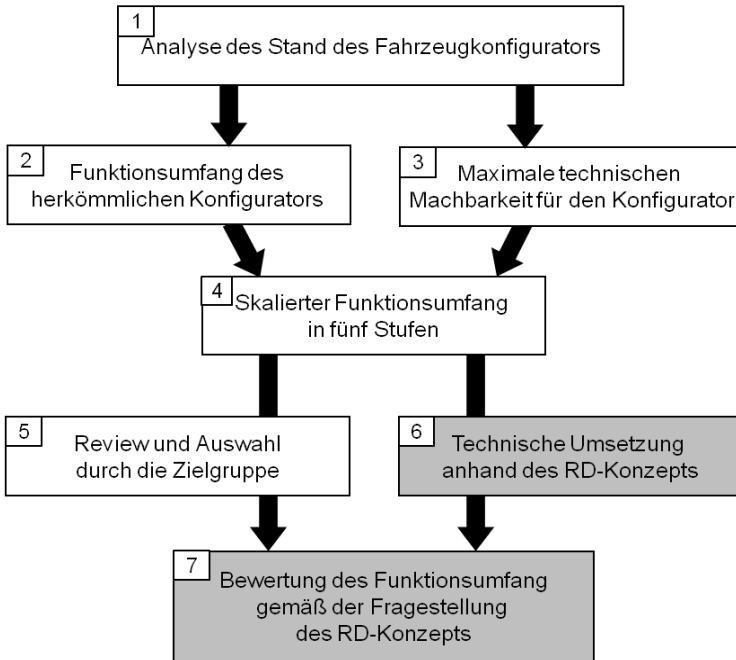 1
Analyse des Stand des Fahrzeugkonfigurators
2
Funktionsumfang des
herkömmlichen Konfigurators
3
Maximale technischen
Machbarkeit für den Konfigurator
4
Skalierter Funktionsumfang
in fünf Stufen
5
Review und Auswahl
durch die Zielgruppe
6
Technische Umsetzung
anhand des RD-Konzepts
7
Bewertung des Funktionsumfang
gemäß der Fragestellung
des RD-Konzepts